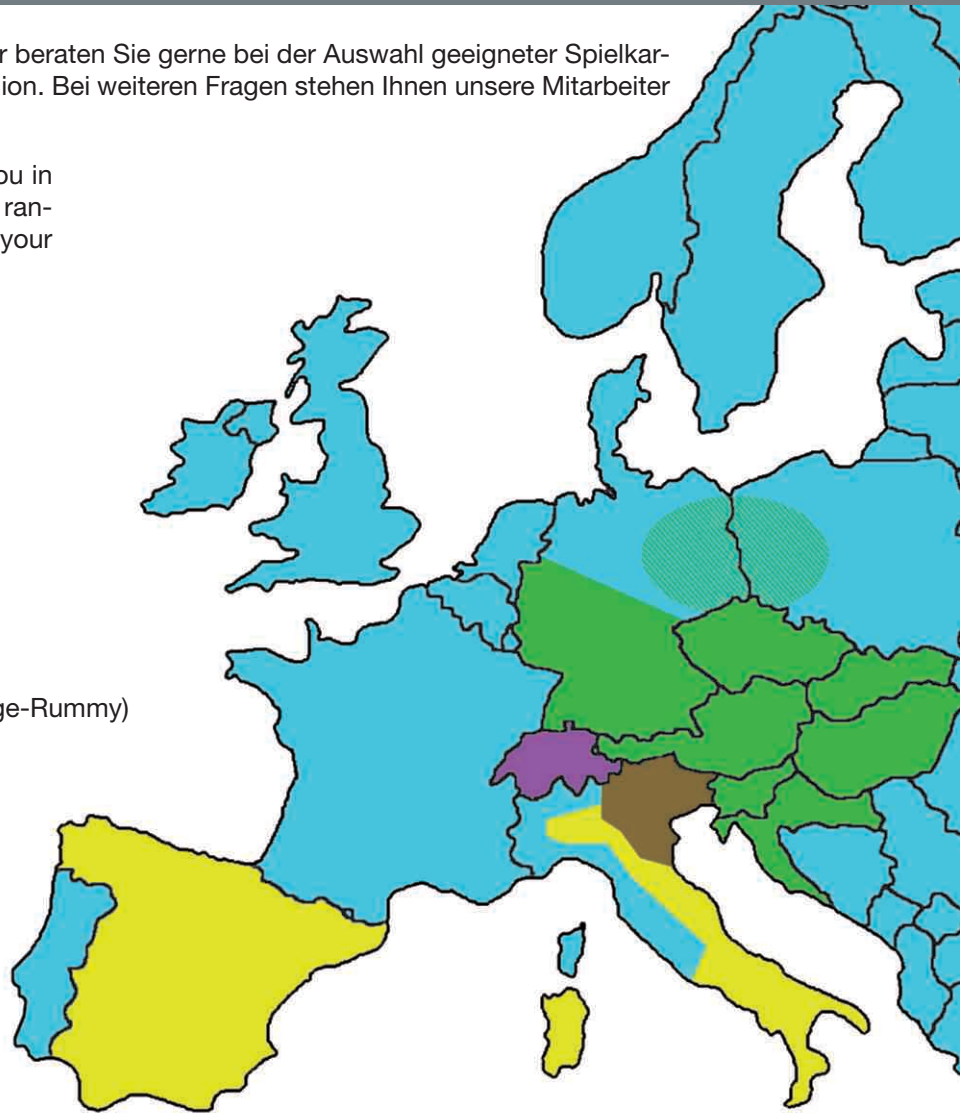 r beraten Sie gerne bei der Auswahl geeigneter Spielkar-
ion. Bei weiteren Fragen stehen Ihnen unsere Mitarbeiter
ou in
ran-
your
ge-Rummy)